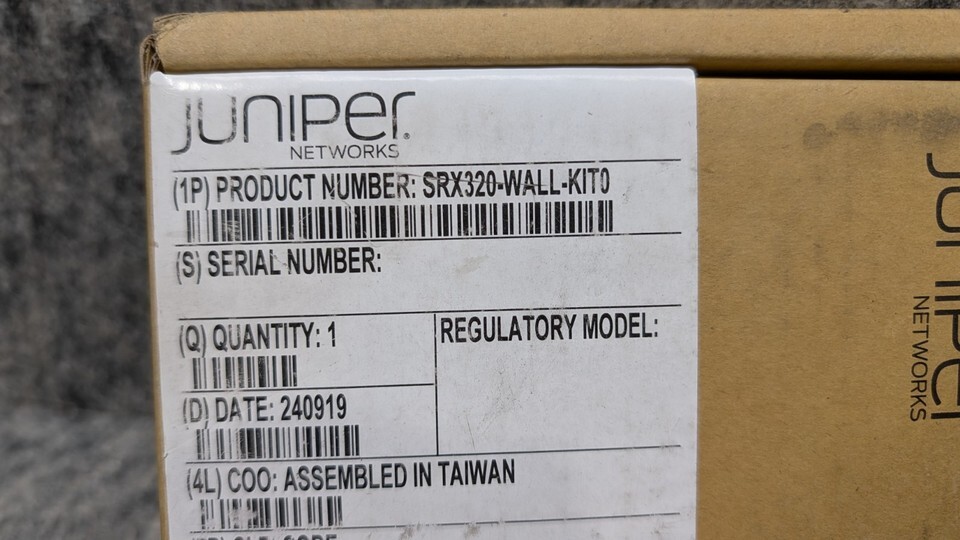 JUNIPer
NETWORKS
(1P) PRODUCT NUMBER: SRX320-WALL-KIT0
(S) SERIAL NUMBER:
(Q) QUANTITY: 1
REGULATORY MODEL:
(D) DATE: 240919
(4L) COO: ASSEMBLED IN TAIWAN
JUNIPer
NETWORKS